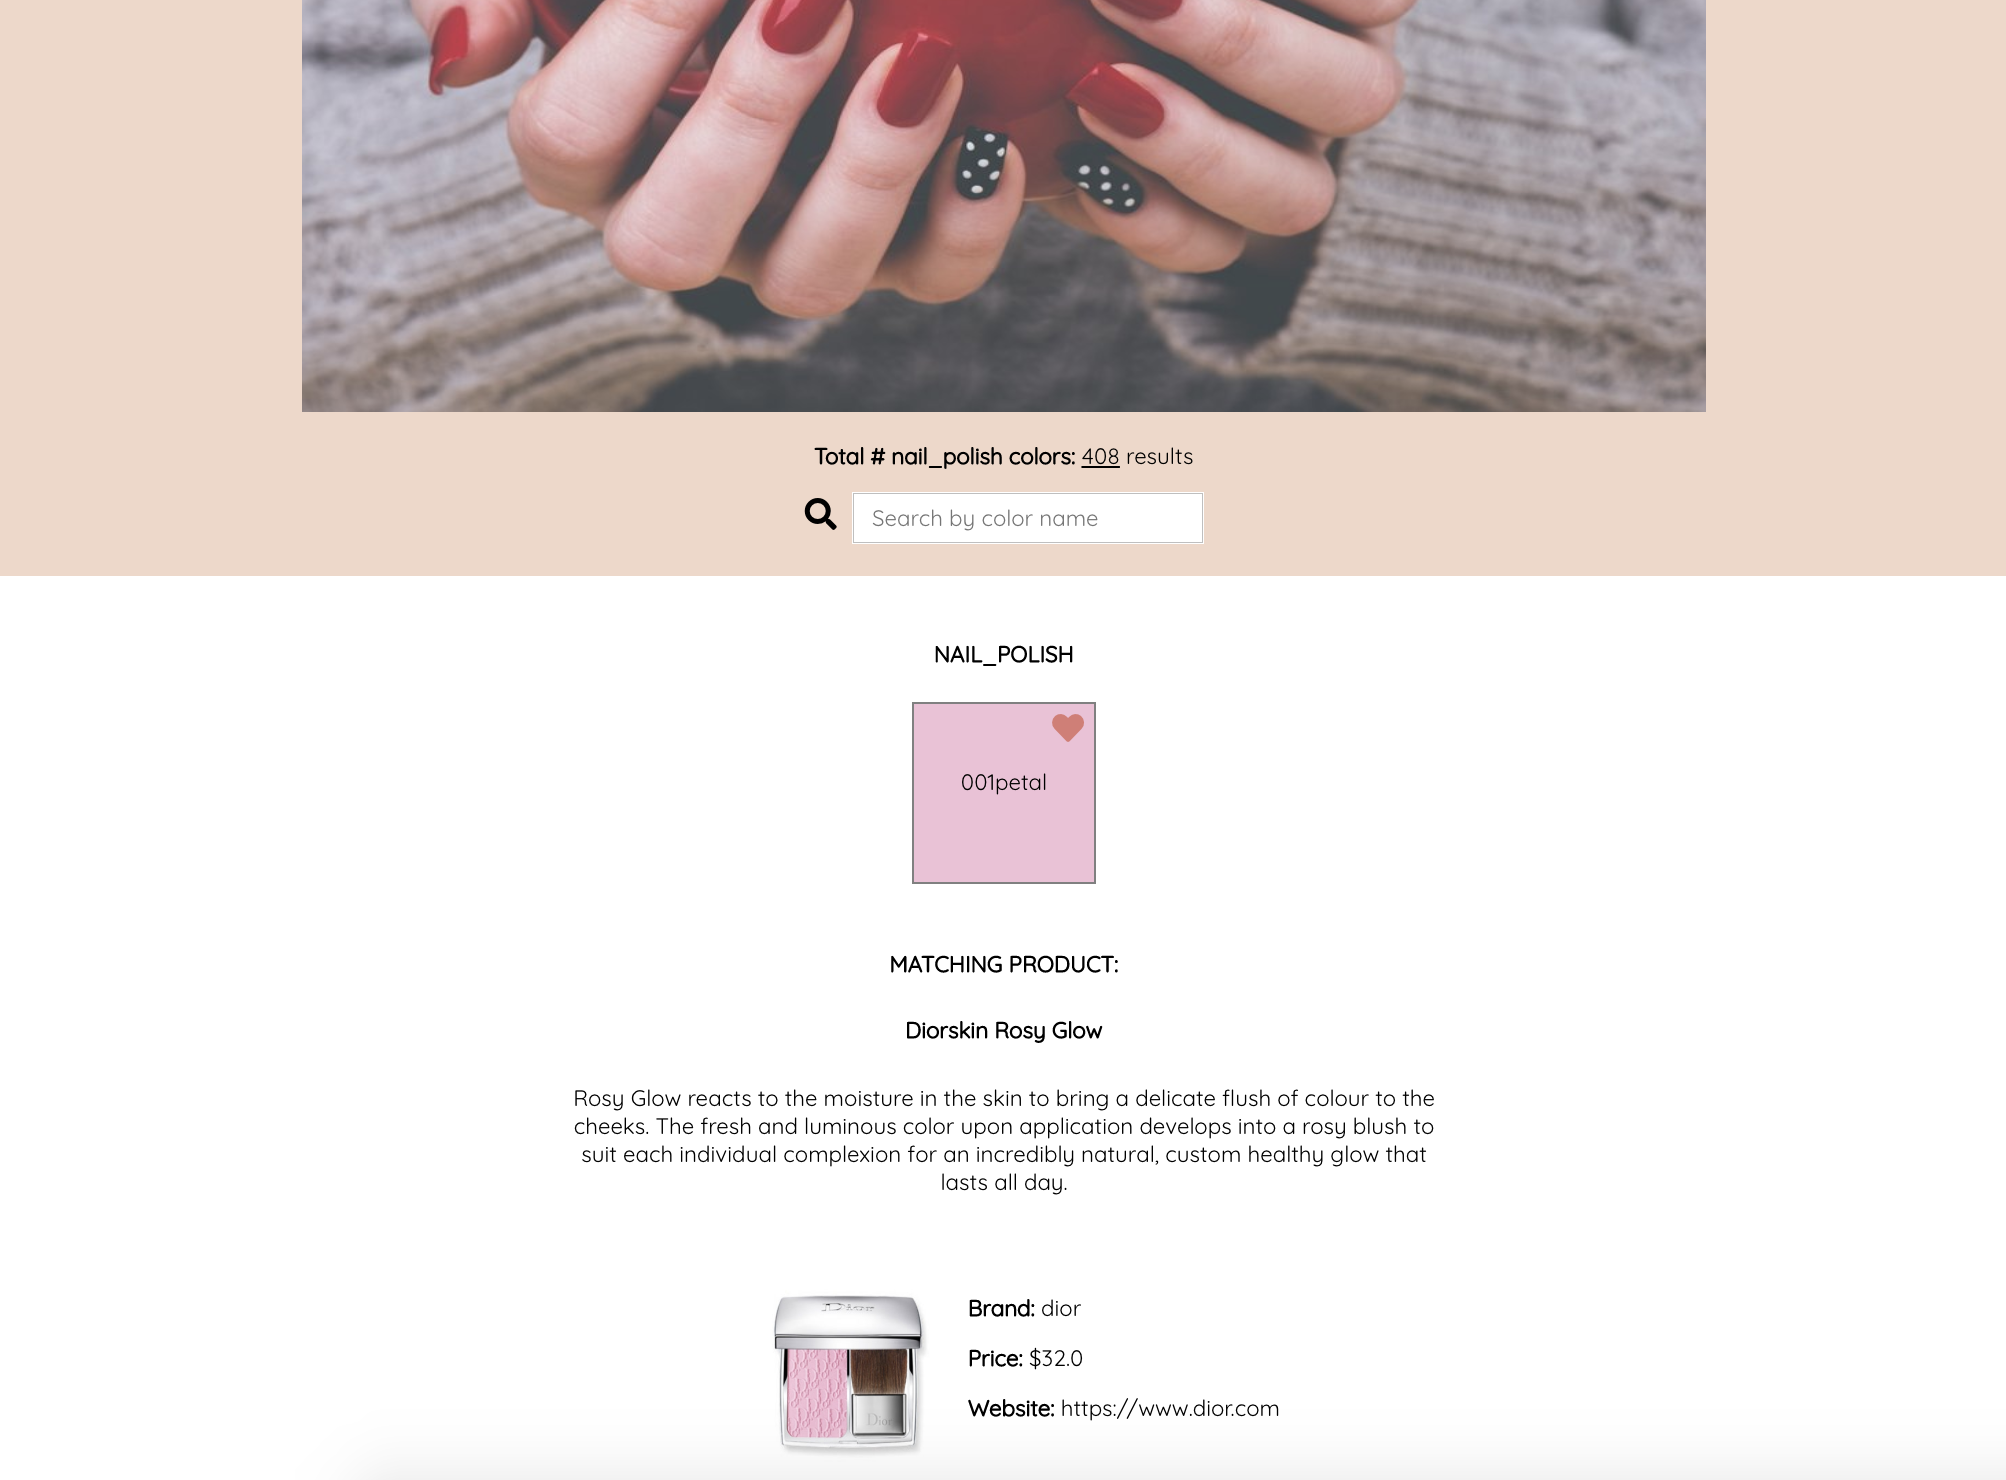 Total # nail_polish colors: 408 results
Search by color name
NAIL_POLISH
001petal
MATCHING PRODUCT:
Diorskin Rosy Glow
Rosy Glow reacts to the moisture in the skin to bring a delicate flush of colour to the
cheeks. The fresh and luminous color upon application develops into a rosy blush to
suit each individual complexion for an incredibly natural, custom healthy glow that
lasts all day.
Dior
Dior
Brand: dior
Price: $32.0
Website: https://www.dior.com